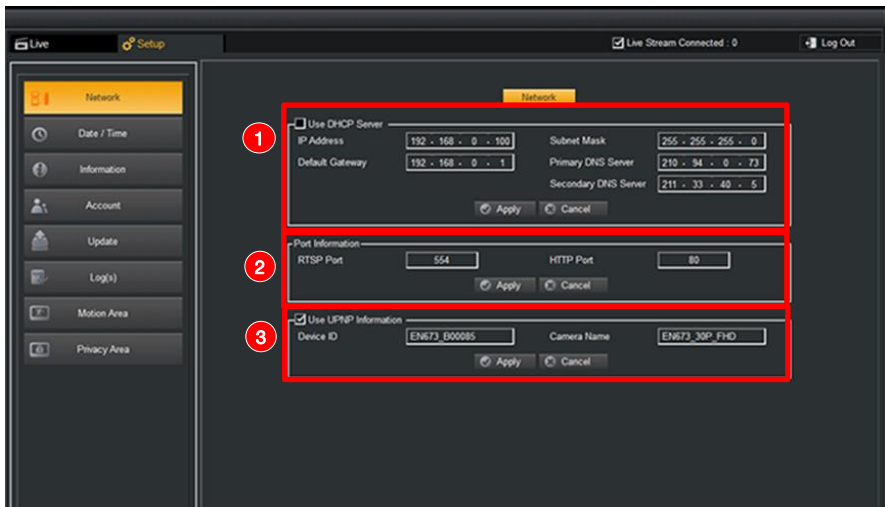 Live
Setup
Live Stream Connected : 0
Log Out
Network
Date / Time
Information
Account
Update
Log(s)
Motion Area
Privacy Area
Network
1
Use DHCP Server
IP Address 192 . 168 . 0 . 100 Subnet Mask 255 . 255 . 255 . 0
Default Gateway 192 . 168 . 0 . 1 Primary DNS Server 210 . 94 . 0 . 73
Secondary DNS Server 211 . 33 . 40 . 5
Apply Cancel
2
Port Information
RTSP Port 554 HTTP Port 80
Apply Cancel
3
Use UPNP Information
Device ID EN673_B00085 Camera Name EN673_30P_FHD
Apply Cancel